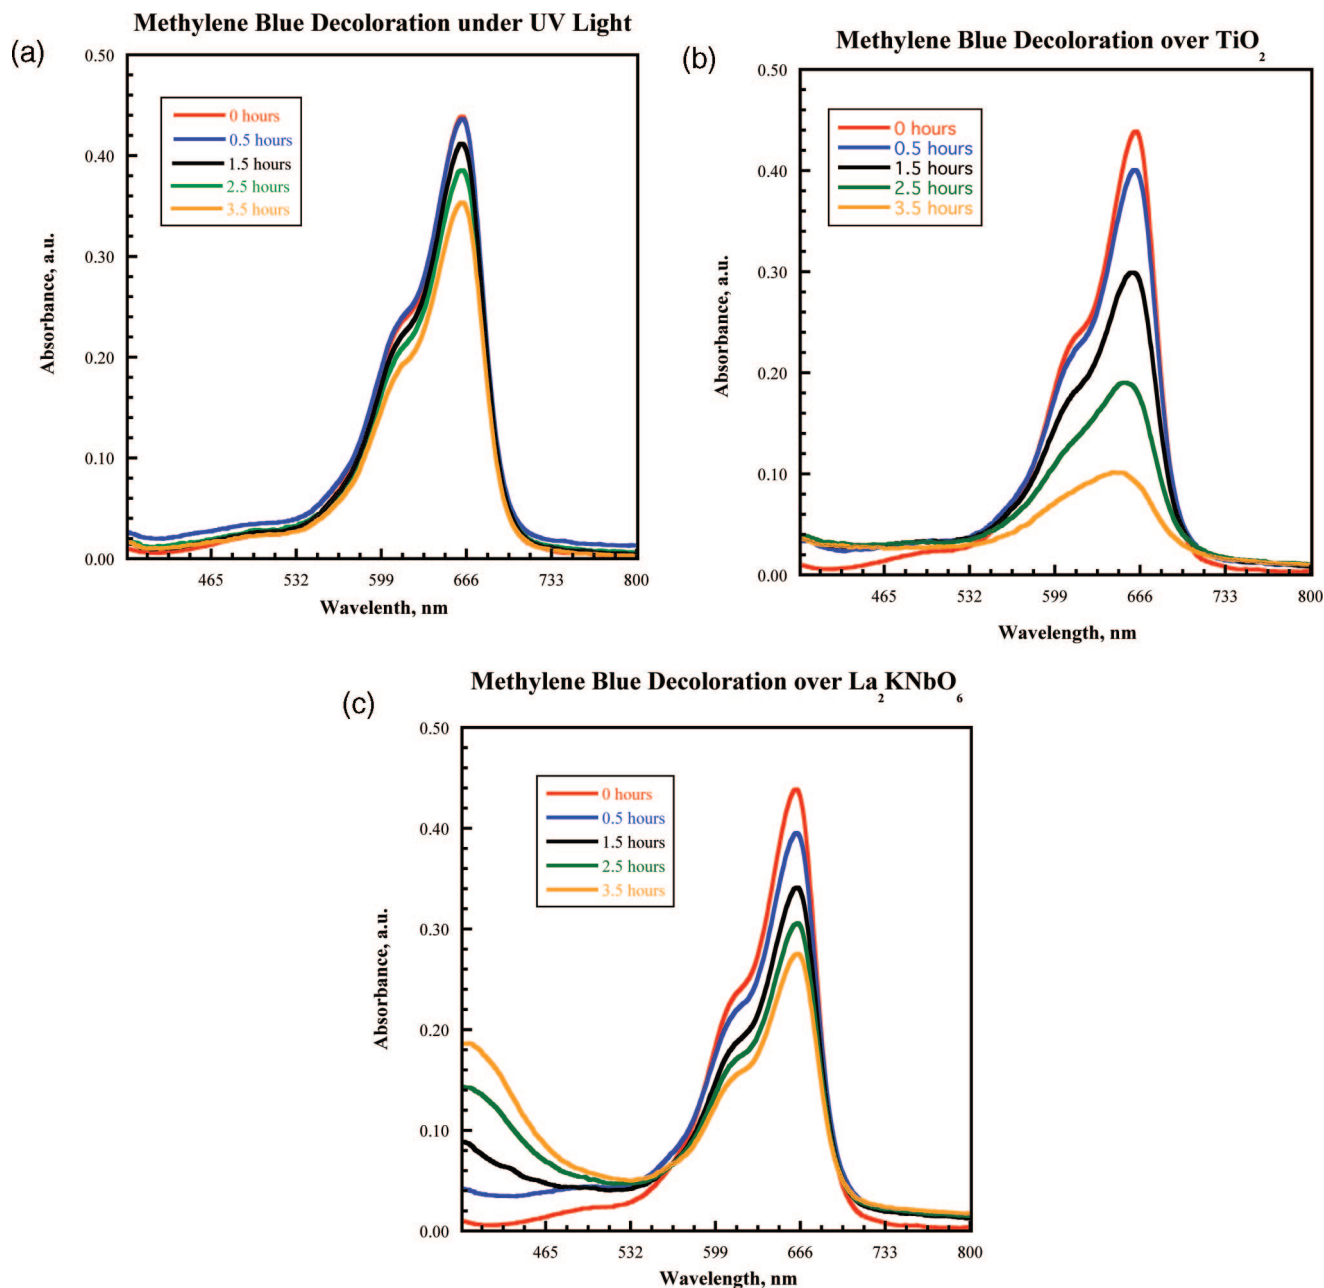 Methylene Blue Decoloration under UV Light
(a)
0.50
0.40
0.30
0.20
0.10
0.00
Absorbance, a.u.
0 hours
0.5 hours
1.5 hours
2.5 hours
3.5 hours
465 532 599 666 733 800
Wavelenth, nm
Methylene Blue Decoloration over TiO₂
(b)
0.50
0.40
0.30
0.20
0.10
0.00
Absorbance, a.u.
0 hours
0.5 hours
1.5 hours
2.5 hours
3.5 hours
465 532 599 666 733 800
Wavelength, nm
Methylene Blue Decoloration over La₂KNbO₆
(c)
0.50
0.40
0.30
0.20
0.10
0.00
Absorbance, a.u.
0 hours
0.5 hours
1.5 hours
2.5 hours
3.5 hours
465 532 599 666 733 800
Wavelength, nm